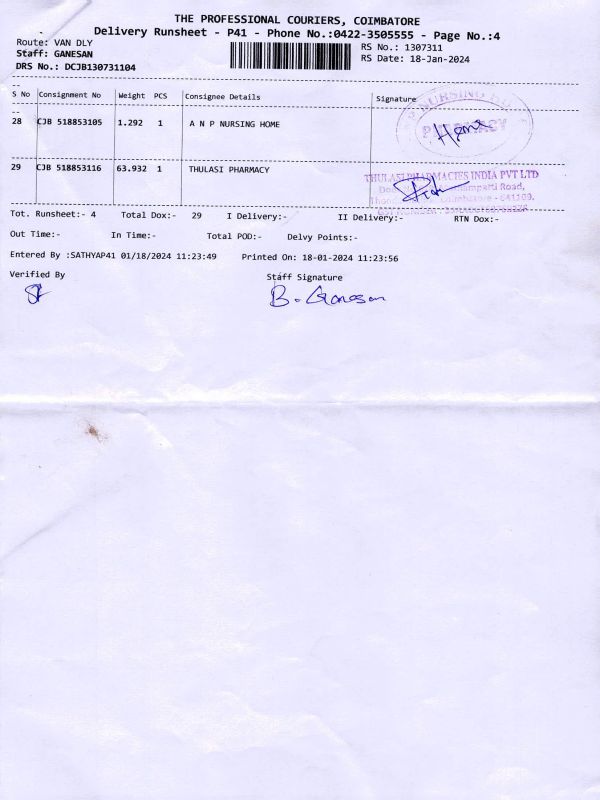 THE PROFESSIONAL COURIERS, COIMBATORE
Delivery Runsheet - P41 - Phone No.:0422-3505555 - Page No.:4
Route: VAN DLY
RS No.: 1307311
Staff: GANESAN
RS Date: 18-Jan-2024
DRS No.: DCJB130731104
S No Consignment No Weight PCS Consignee Details Signature
28 CJB 518853105 1.292 1 A N P NURSING HOME
NURSING
PHARMACY
Hema
29 CJB 518853116 63.932 1 THULASI PHARMACY
THULASI PHARMACIES INDIA PVT LTD
Road,
Coimbatore - 641109.
Tot. Runsheet:- 4 Total Dox:- 29 I Delivery:- II Delivery:- RTN Dox:-
Out Time:- In Time:- Total POD:- Delvy Points:-
Entered By :SATHYAP41 01/18/2024 11:23:49 Printed On: 18-01-2024 11:23:56
Verified By Staff Signature
B. Ganesan